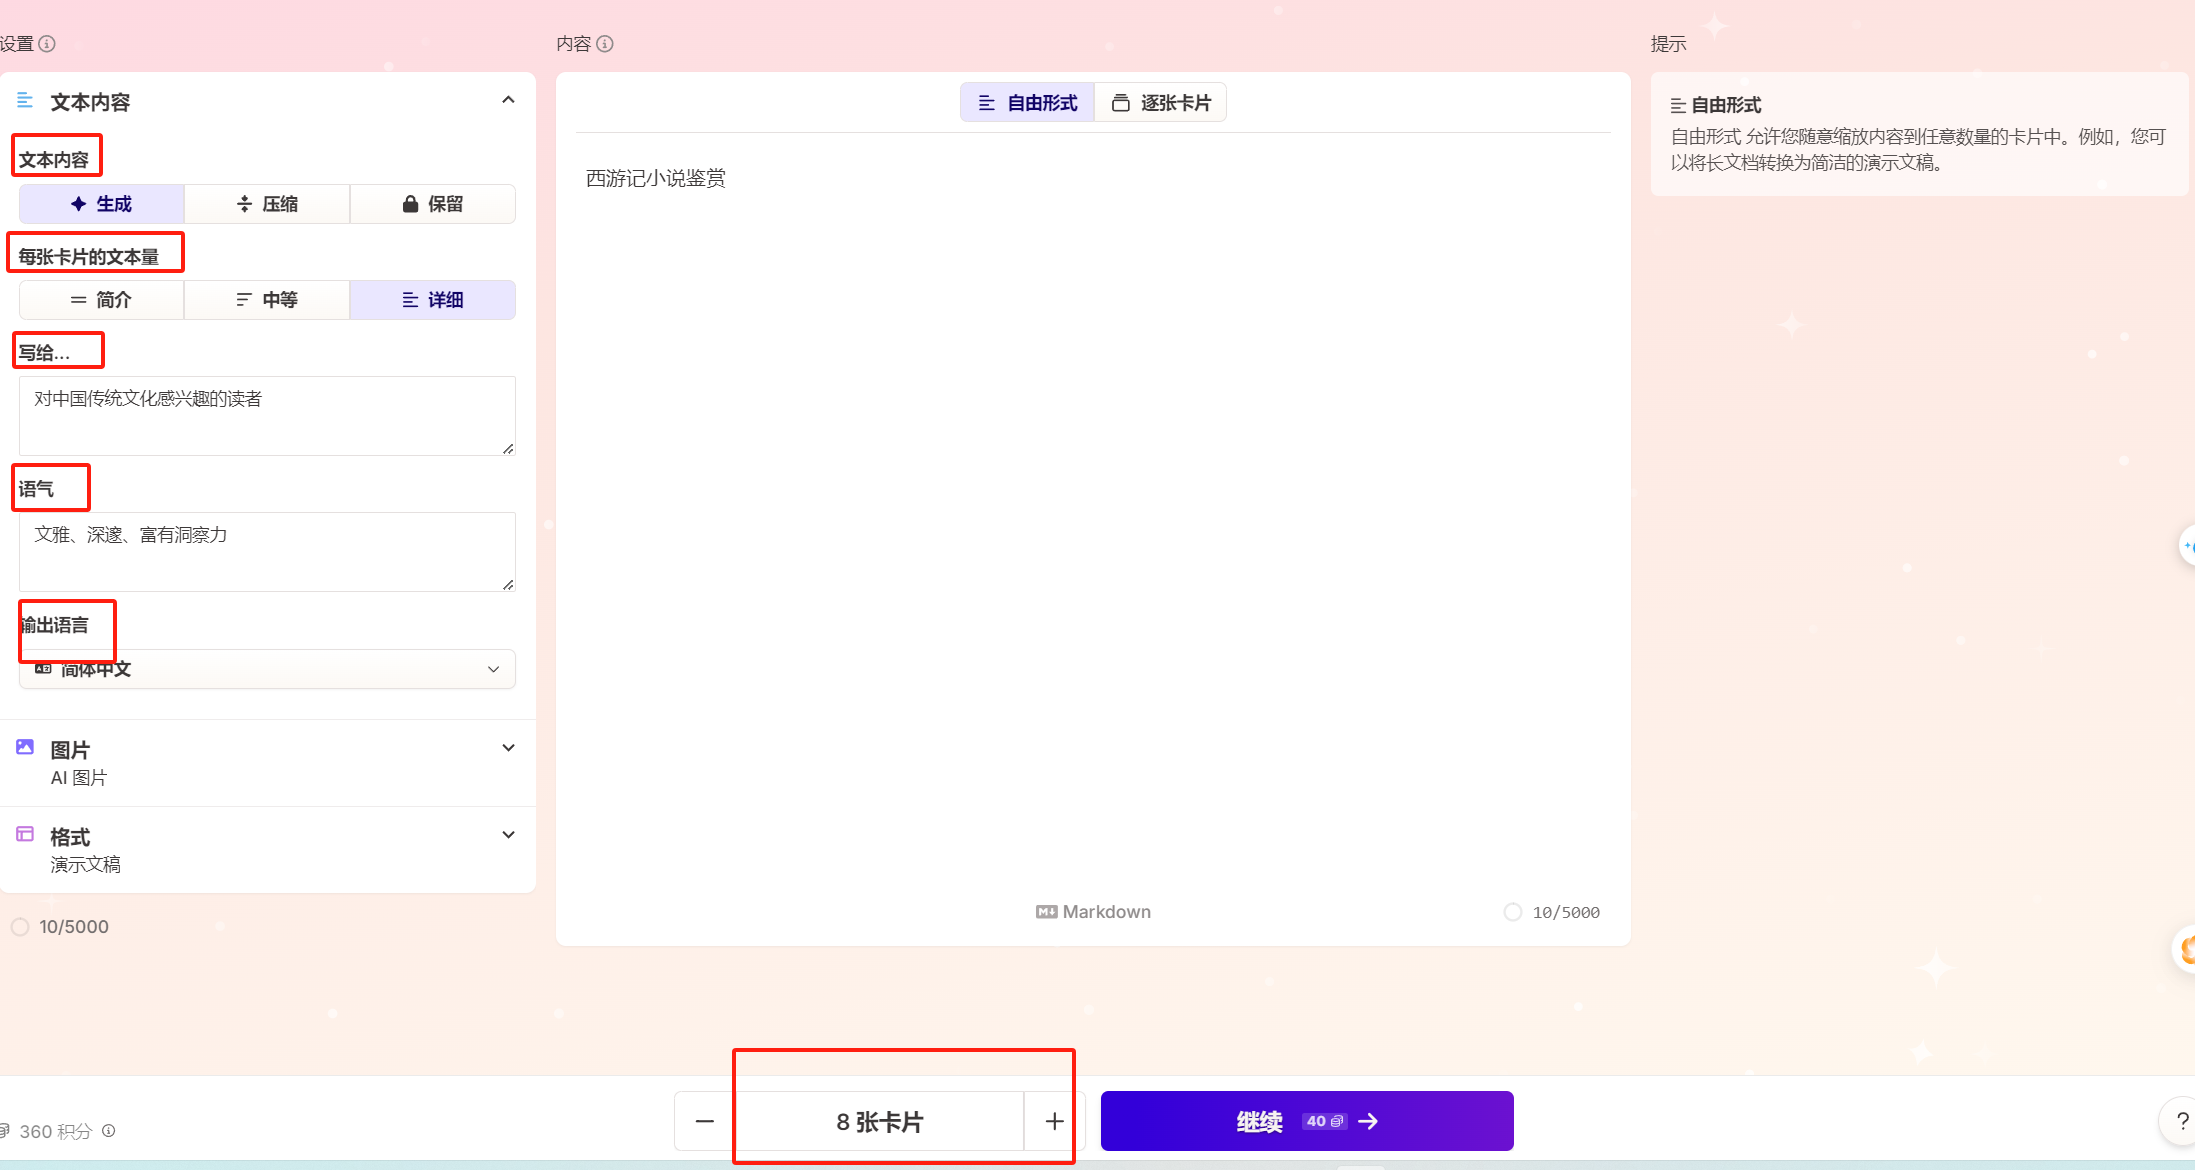 设置
文本内容
文本内容
生成
压缩
保留
每张卡片的文本量
简介
中等
详细
写给...
对中国传统文化感兴趣的读者
语气
文雅、深邃、富有洞察力
输出语言
简体中文
图片
AI 图片
格式
演示文稿
10/5000
内容
自由形式
逐张卡片
西游记小说鉴赏
Markdown
10/5000
提示
自由形式
自由形式 允许您随意缩放内容到任意数量的卡片中。例如，您可
以将长文档转换为简洁的演示文稿。
360 积分
8 张卡片
继续
40
?